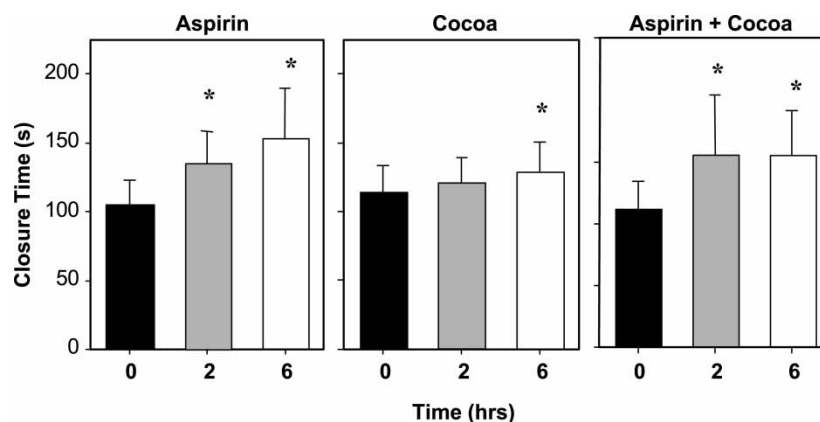 Aspirin Cocoa Aspirin + Cocoa
* * * * *
200
150
100
50
0
Closure Time (s)
0 2 6 0 2 6 0 2 6
Time (hrs)